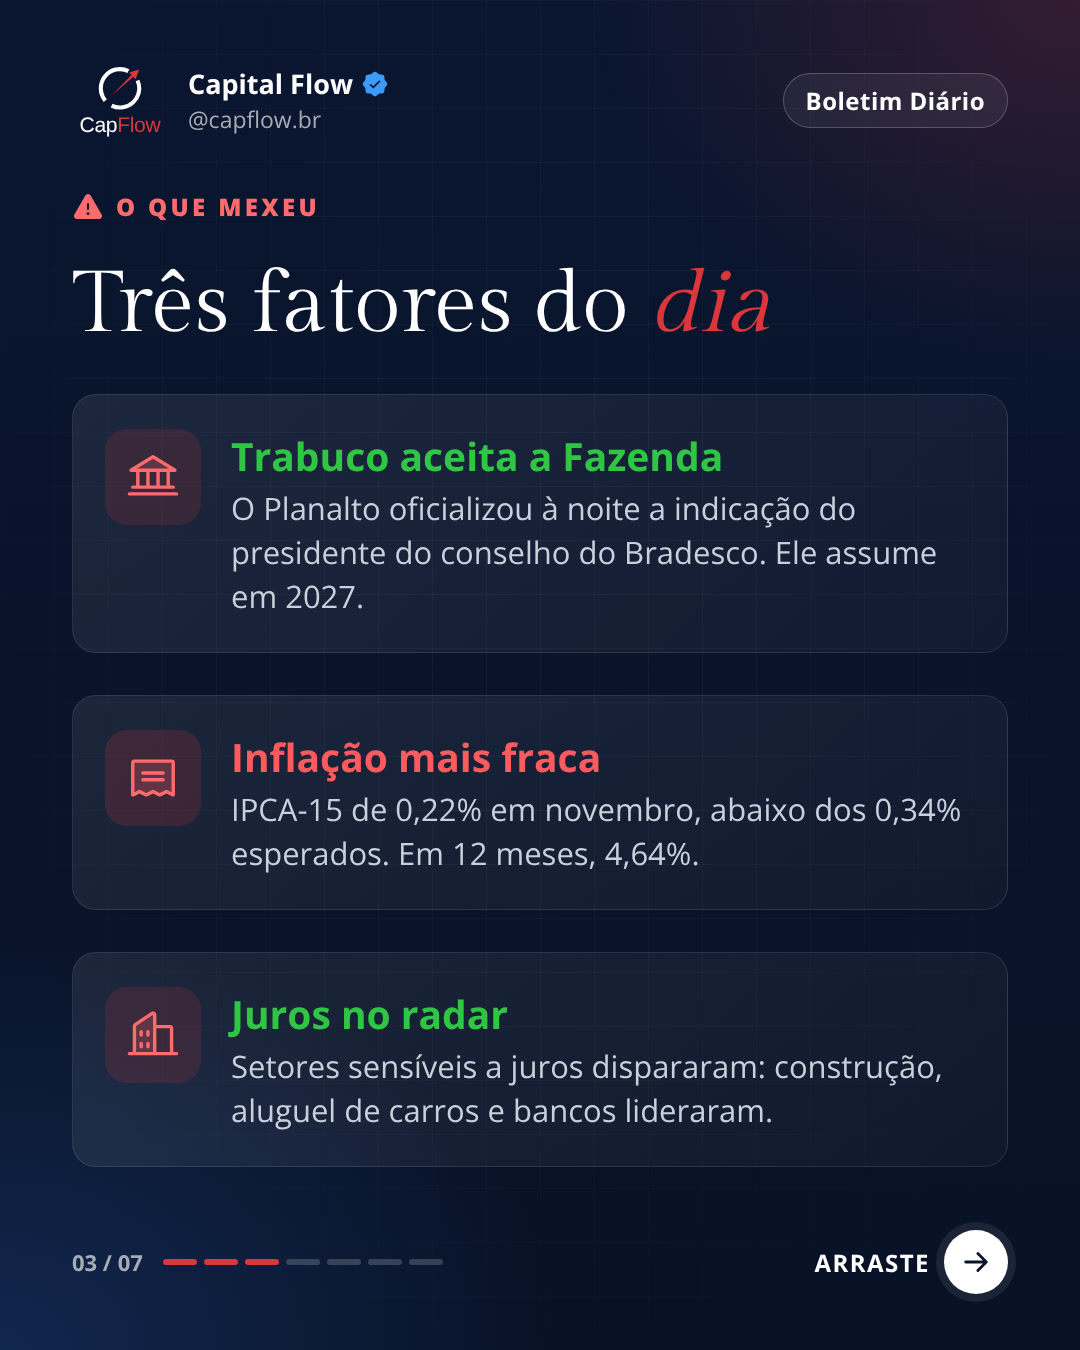 CapFlow
Capital Flow
@capflow.br
Boletim Diário
O QUE MEXEU
Três fatores do dia
Trabuco aceita a Fazenda
O Planalto oficializou à noite a indicação do
presidente do conselho do Bradesco. Ele assume
em 2027.
Inflação mais fraca
IPCA-15 de 0,22% em novembro, abaixo dos 0,34%
esperados. Em 12 meses, 4,64%.
Juros no radar
Setores sensíveis a juros dispararam: construção,
aluguel de carros e bancos lideraram.
03 / 07
ARRASTE